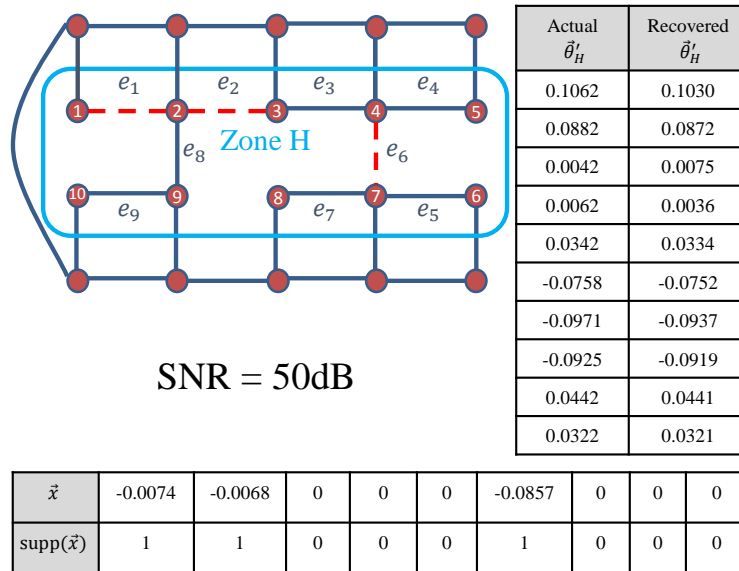 e₁ e₂ e₃ e₄
1 2 3 4 5
e₈ Zone H e₆
10 9 8 7 6
e₉ e₇ e₅
SNR = 50dB
Actual θ⃗′_H Recovered θ⃗′_H
0.1062 0.1030
0.0882 0.0872
0.0042 0.0075
0.0062 0.0036
0.0342 0.0334
-0.0758 -0.0752
-0.0971 -0.0937
-0.0925 -0.0919
0.0442 0.0441
0.0322 0.0321
x⃗ -0.0074 -0.0068 0 0 0 -0.0857 0 0 0
supp(x⃗) 1 1 0 0 0 1 0 0 0